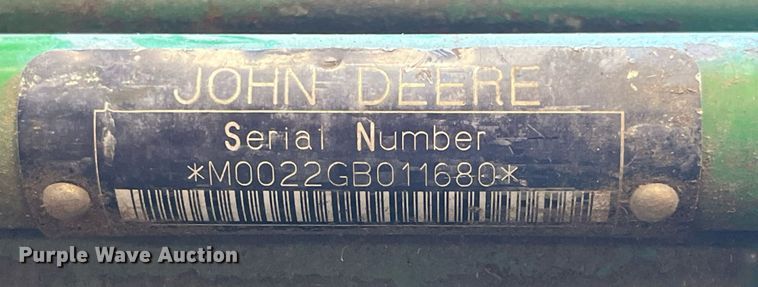 JOHN DEERE
Serial Number
*M0022GB011680*
Purple Wave Auction